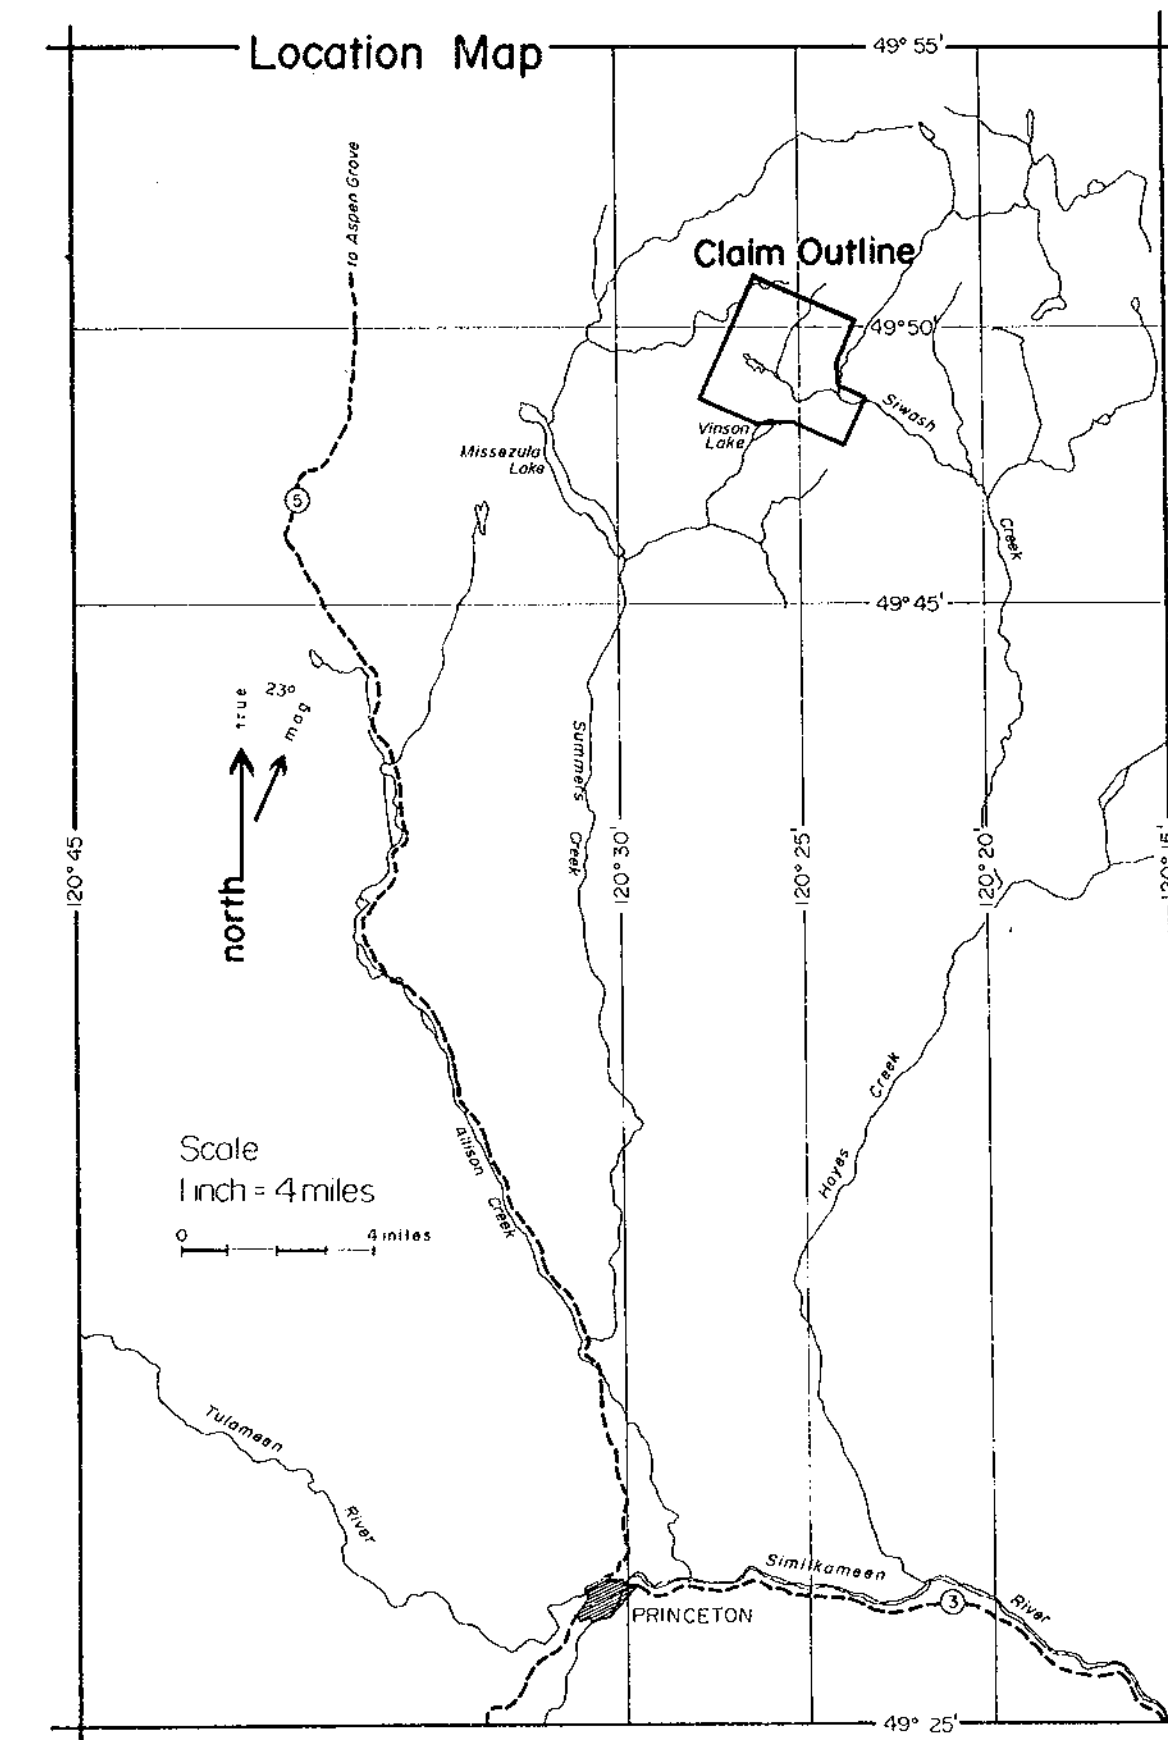 Location Map
49° 55'
to Aspen Grove
Claim Outline
49° 50'
Siwash
Vinson
Lake
Missezula
Lake
5
Creek
49° 45'
true
23°
mag
north
Summers
Creek
120° 45'
120° 30'
120° 25'
120° 20'
Creek
Hayes
Scale
1 inch = 4 miles
0
4 miles
Allison
Creek
Tulameen
River
Similkameen
River
3
PRINCETON
49° 25'